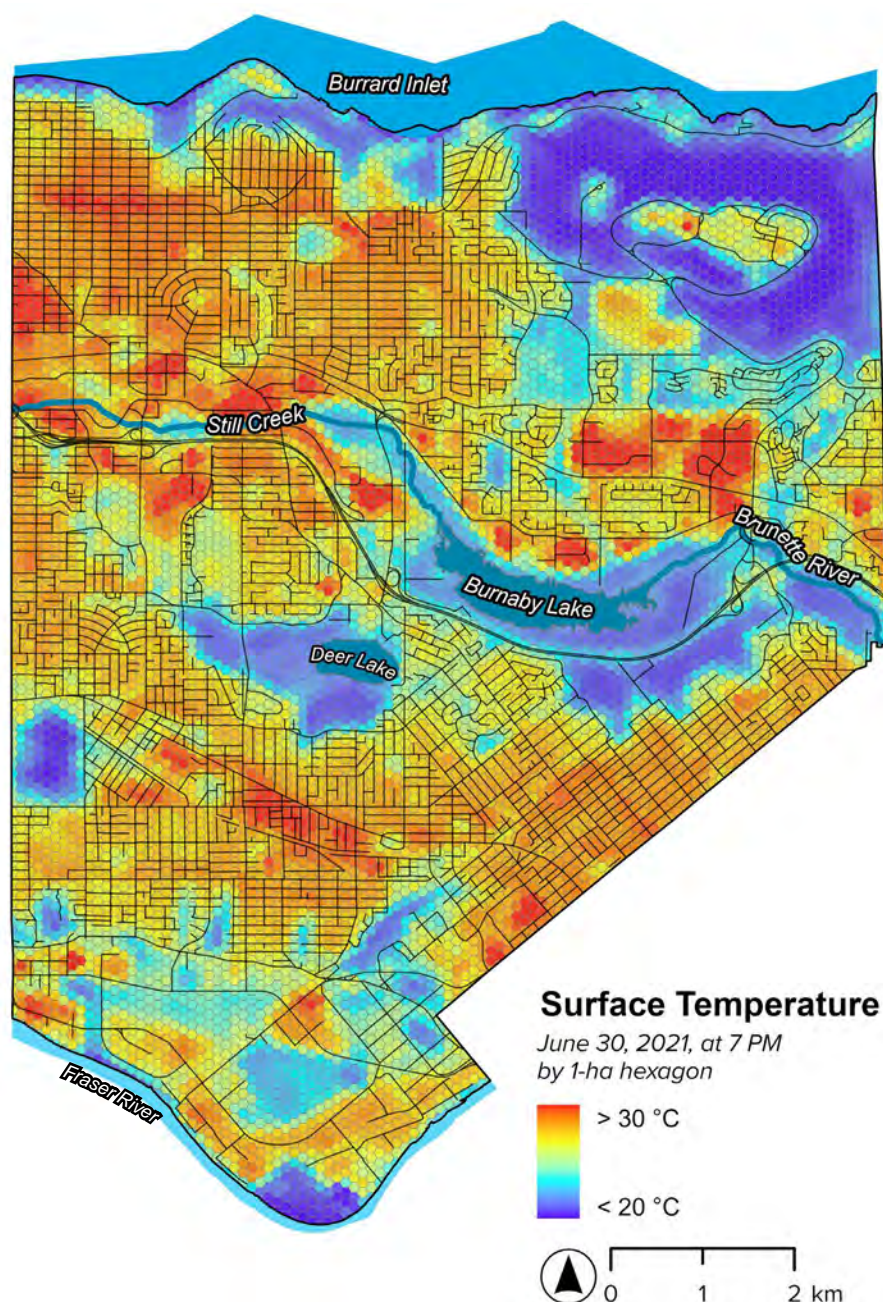 Burrard Inlet
Still Creek
Brunette River
Burnaby Lake
Deer Lake
Fraser River
Surface Temperature
June 30, 2021, at 7 PM
by 1-ha hexagon
> 30 °C
< 20 °C
0 1 2 km